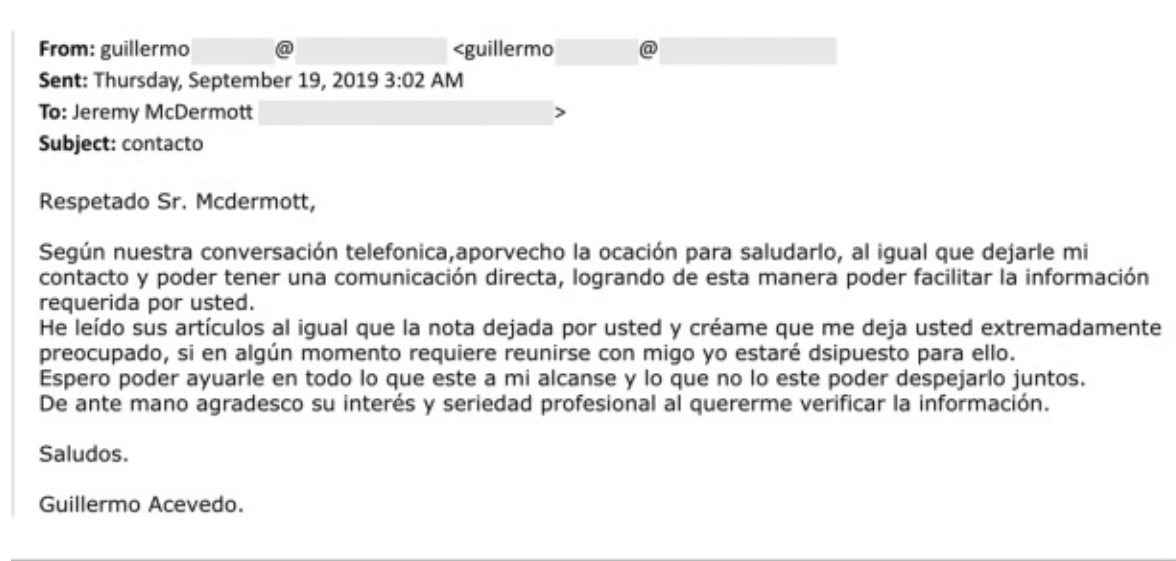 From: guillermo @ <guillermo @
Sent: Thursday, September 19, 2019 3:02 AM
To: Jeremy McDermott >
Subject: contacto
Respetado Sr. Mcdermott,
Según nuestra conversación telefonica,aporvecho la ocación para saludarlo, al igual que dejarle mi
contacto y poder tener una comunicación directa, logrando de esta manera poder facilitar la información
requerida por usted.
He leído sus artículos al igual que la nota dejada por usted y créame que me deja usted extremadamente
preocupado, si en algún momento requiere reunirse con migo yo estaré dsipuesto para ello.
Espero poder ayuarle en todo lo que este a mi alcanse y lo que no lo este poder despejarlo juntos.
De ante mano agradesco su interés y seriedad profesional al quererme verificar la información.
Saludos.
Guillermo Acevedo.